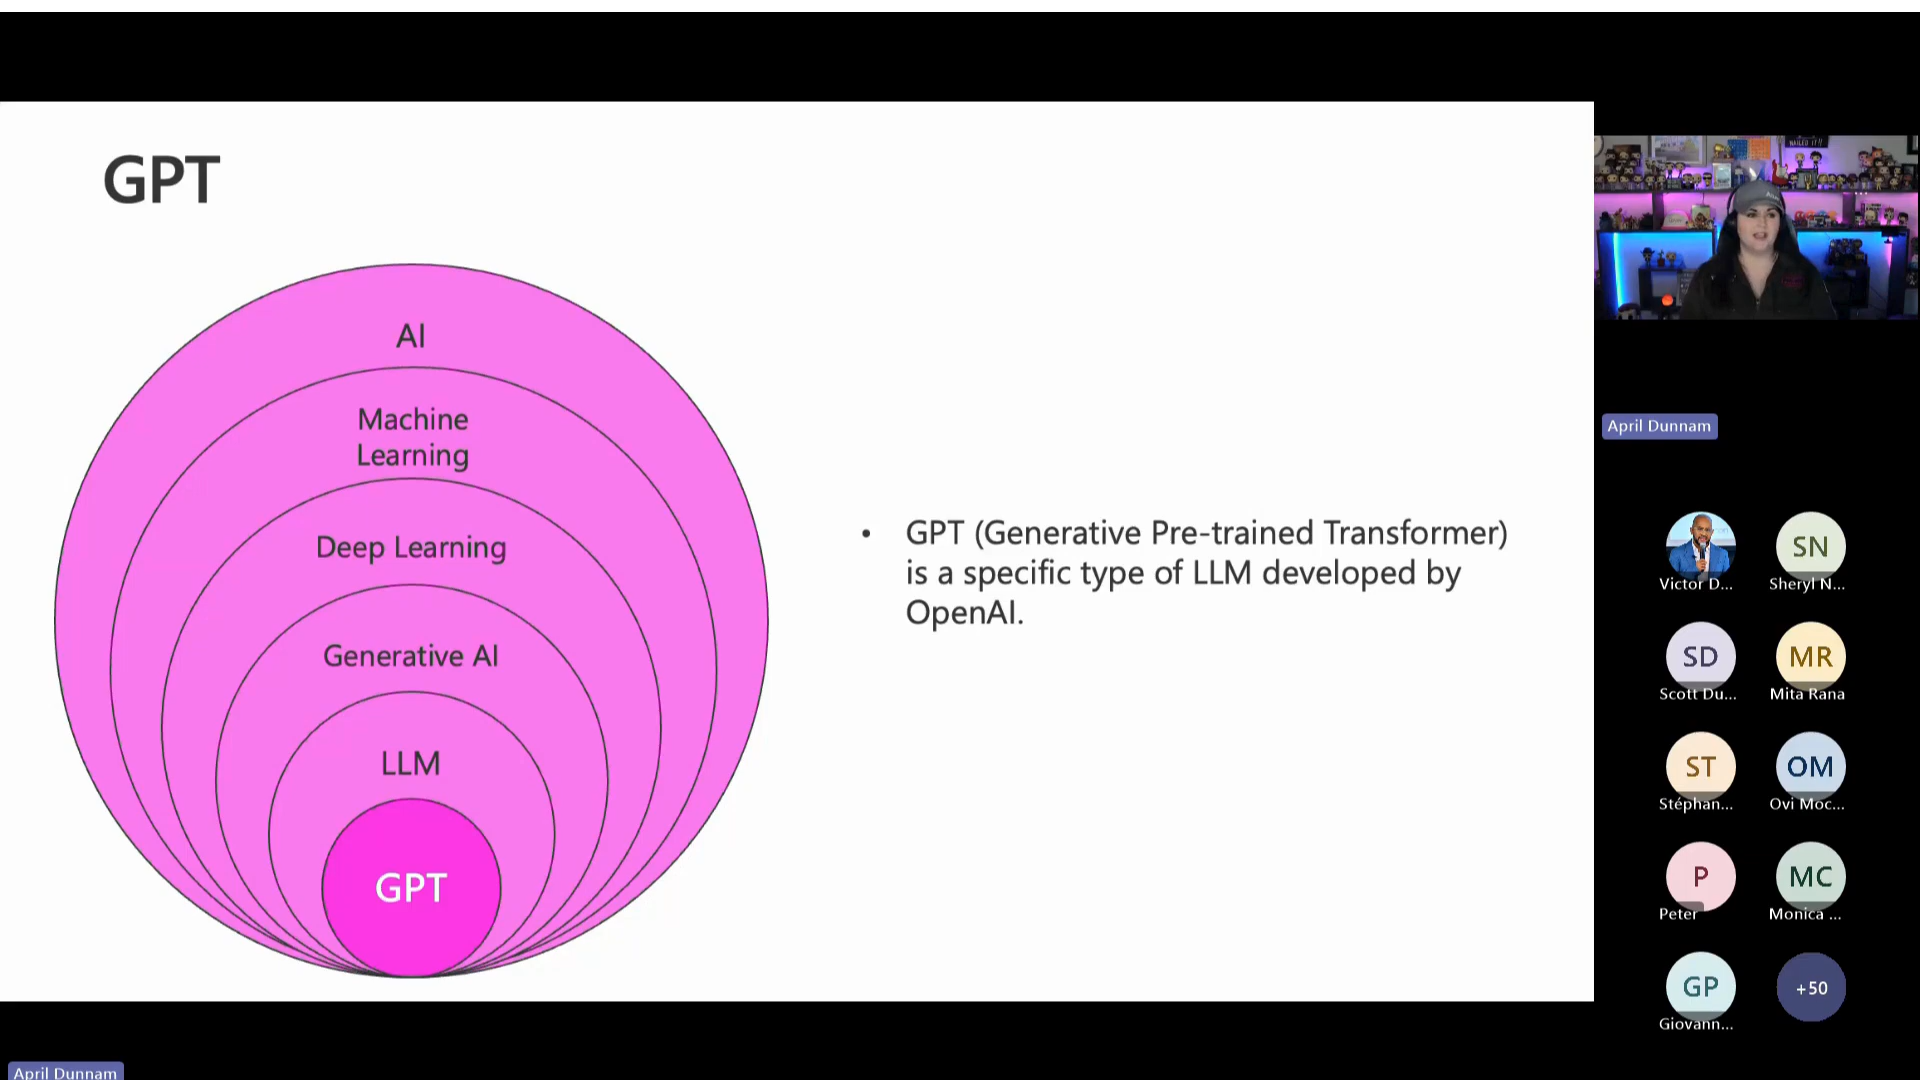 GPT
AI
Machine
Learning
Deep Learning
Generative AI
LLM
GPT
• GPT (Generative Pre-trained Transformer)
is a specific type of LLM developed by
OpenAI.
NAILED IT!!
April Dunnam
SN
Victor D...
Sheryl N...
SD
MR
Scott Du...
Mita Rana
ST
OM
Stéphan...
Ovi Moc...
P
MC
Peter
Monica ...
GP
+50
Giovann...
April Dunnam